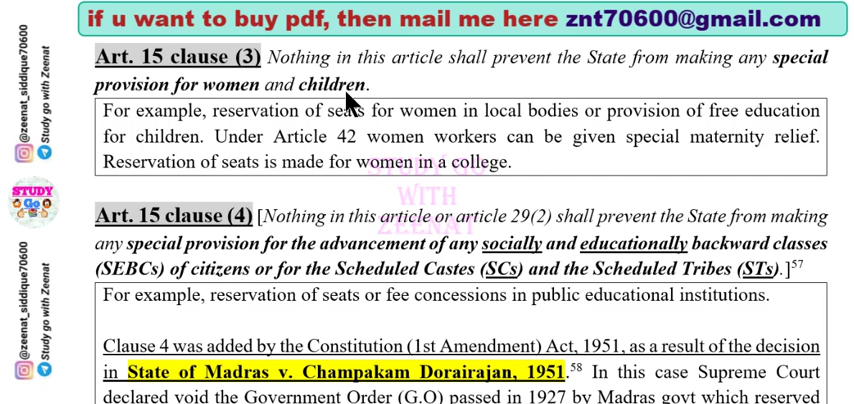 if u want to buy pdf, then mail me here znt70600@gmail.com
Art. 15 clause (3) Nothing in this article shall prevent the State from making any special
provision for women and children.
For example, reservation of seats for women in local bodies or provision of free education
for children. Under Article 42 women workers can be given special maternity relief.
Reservation of seats is made for women in a college.
STUDY GO
WITH
ZEENAT
Art. 15 clause (4) [Nothing in this article or article 29(2) shall prevent the State from making
any special provision for the advancement of any socially and educationally backward classes
(SEBCs) of citizens or for the Scheduled Castes (SCs) and the Scheduled Tribes (STs).]57
For example, reservation of seats or fee concessions in public educational institutions.
Clause 4 was added by the Constitution (1st Amendment) Act, 1951, as a result of the decision
in State of Madras v. Champakam Dorairajan, 1951.58 In this case Supreme Court
declared void the Government Order (G.O) passed in 1927 by Madras govt which reserved
@zeenat_siddique70600
Study go with Zeenat
STUDY
Go
@zeenat_siddique70600
Study go with Zeenat